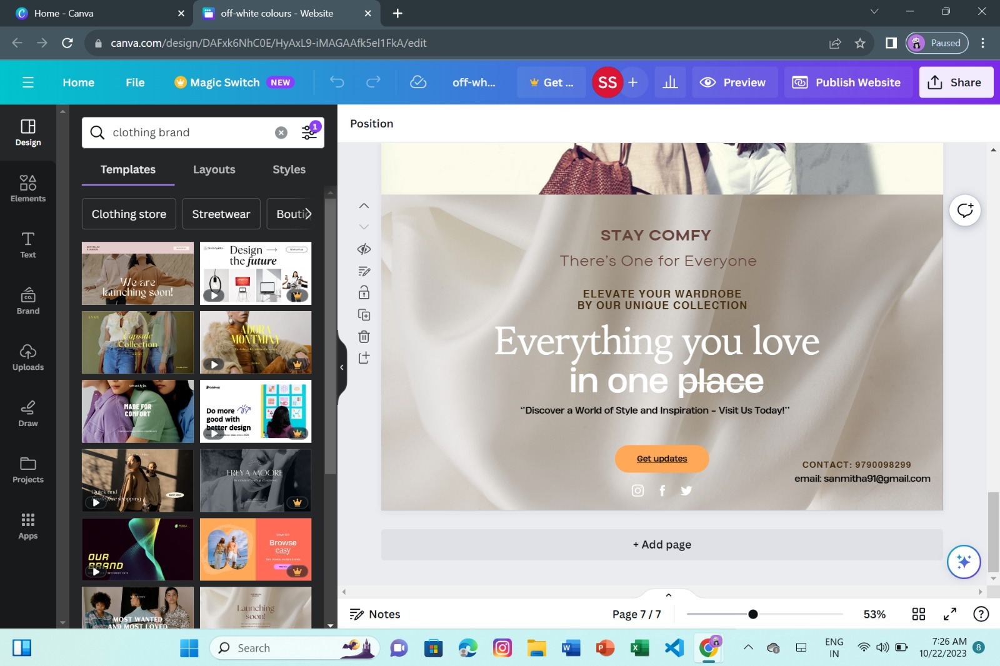 Home - Canva
off-white colours - Website
canva.com/design/DAFxk6NhC0E/HyAxL9-iMAGAAfk5el1FkA/edit
Paused
Home
File
Magic Switch NEW
off-wh...
Get ...
SS
Preview
Publish Website
Share
Design
Elements
Text
Brand
CO.
Uploads
Draw
Projects
Apps
clothing brand
1
Templates
Layouts
Styles
Clothing store
Streetwear
We are
launching soon!
Design
the future
Capsule
Collection
ADORA
MONTMINY
MADE FOR
COMFORT
Do more
good with
better design
Quick and
shopping
FREYA MOORE
OUR
BRAND
Browse
easy
MOST WANTED
AND MOST LOVED
Launching
soon!
Position
STAY COMFY
There's One for Everyone
ELEVATE YOUR WARDROBE
BY OUR UNIQUE COLLECTION
Everything you love
in one place
‘’Discover a World of Style and Inspiration - Visit Us Today!’’
Get updates
CONTACT: 9790098299
email: sanmitha91@gmail.com
+ Add page
Notes
Page 7 / 7
53%
Search
ENG
IN
7:26 AM
10/22/2023
8